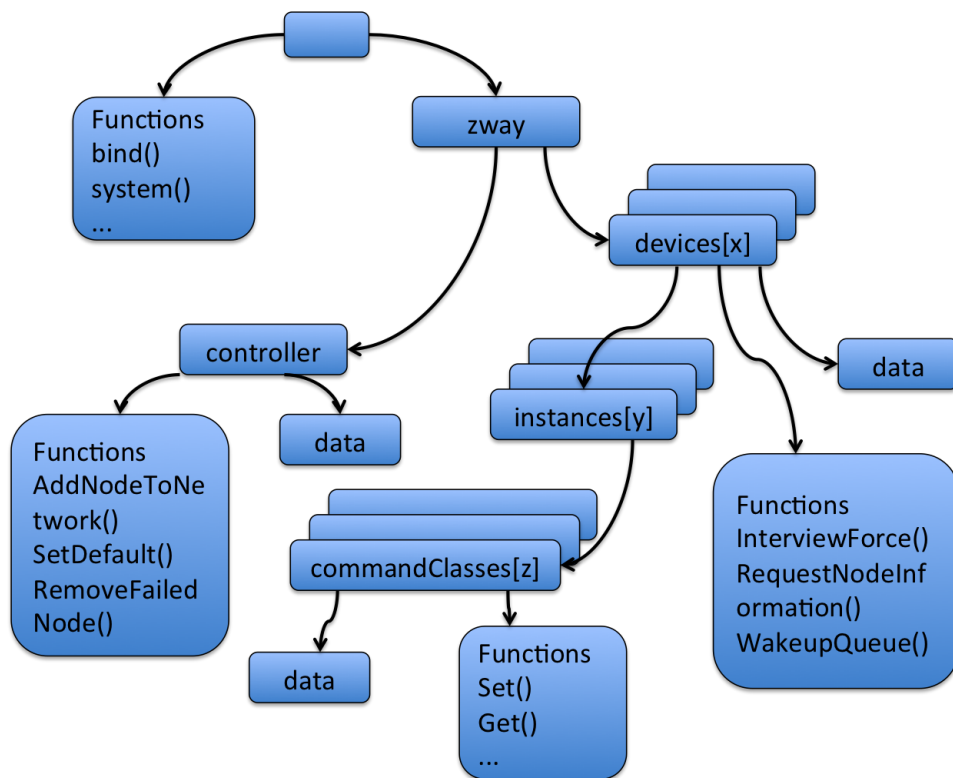 Functions
bind()
system()
...
zway
devices[x]
controller
data
instances[y]
data
Functions
AddNodeToNe
twork()
SetDefault()
RemoveFailed
Node()
commandClasses[z]
Functions
InterviewForce()
RequestNodeInf
ormation()
WakeupQueue()
data
Functions
Set()
Get()
...